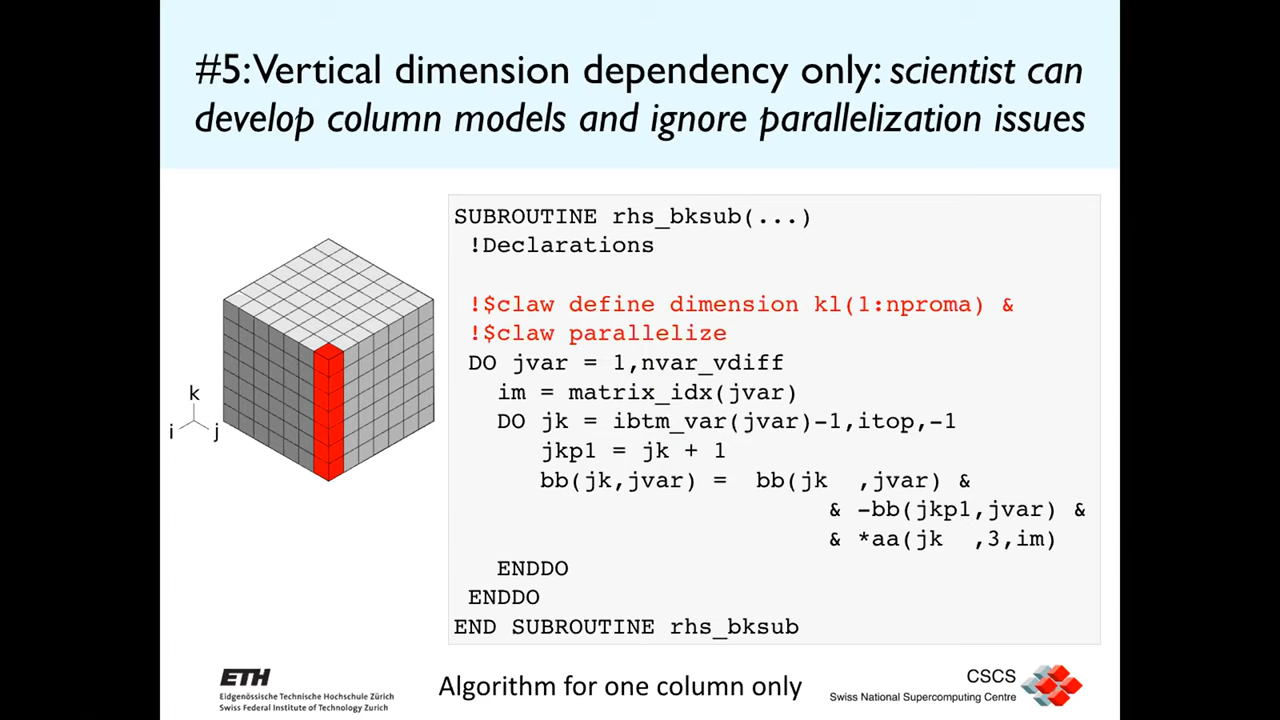 #5: Vertical dimension dependency only: scientist can
develop column models and ignore parallelization issues
SUBROUTINE rhs_bksub(...)
!Declarations
!$claw define dimension kl(1:nproma) &
!$claw parallelize
DO jvar = 1,nvar_vdiff
im = matrix_idx(jvar)
DO jk = ibtm_var(jvar)-1,itop,-1
jkp1 = jk + 1
bb(jk,jvar) = bb(jk ,jvar) &
& -bb(jkp1,jvar) &
& *aa(jk ,3,im)
ENDDO
ENDDO
END SUBROUTINE rhs_bksub
k
i
j
ETH
Eidgenössische Technische Hochschule Zürich
Swiss Federal Institute of Technology Zurich
Algorithm for one column only
CSCS
Swiss National Supercomputing Centre